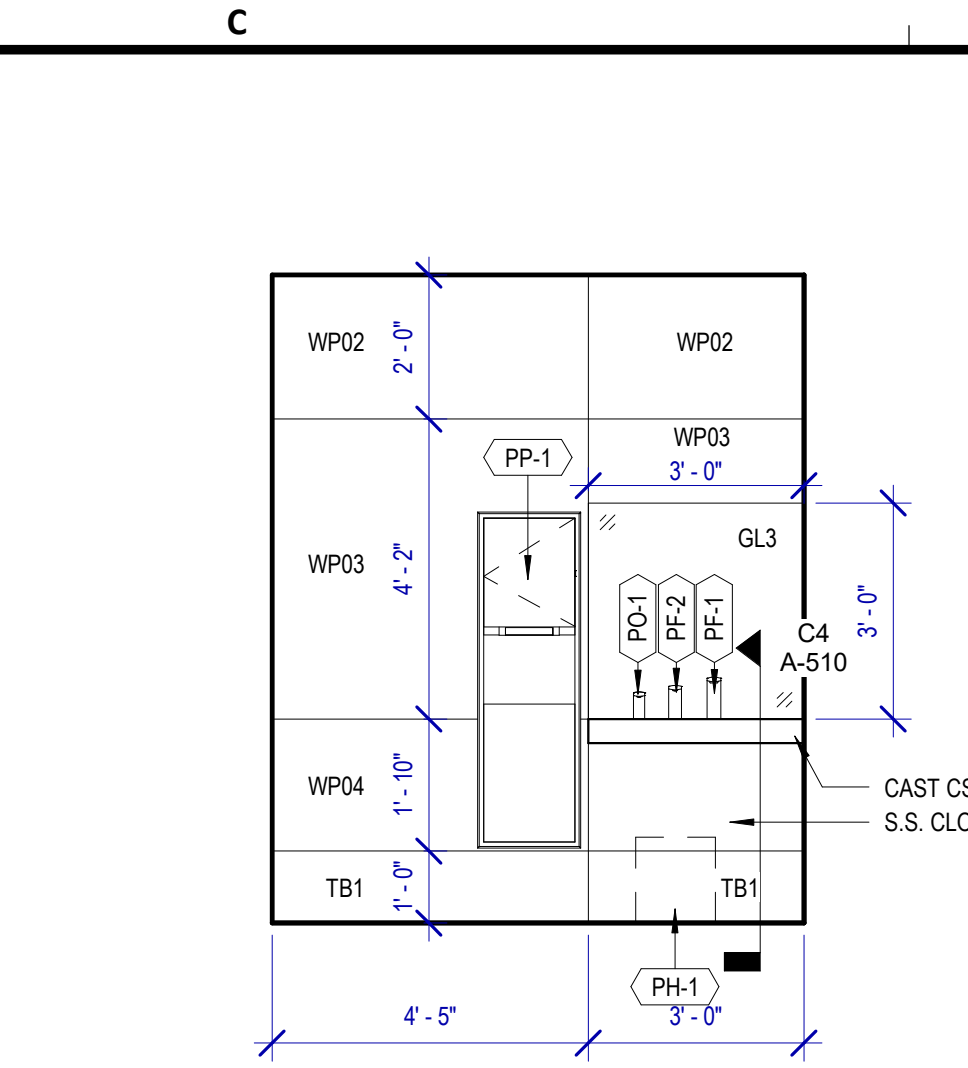 C
WP02
2' - 0"
WP02
WP03
3' - 0"
PP-1
GL3
WP03
4' - 2"
PO-1
PF-2
PF-1
3' - 0"
C4
A-510
WP04
1' - 10"
CAST
S.S.
TB1
1' - 0"
TB1
PH-1
4' - 5"
3' - 0"